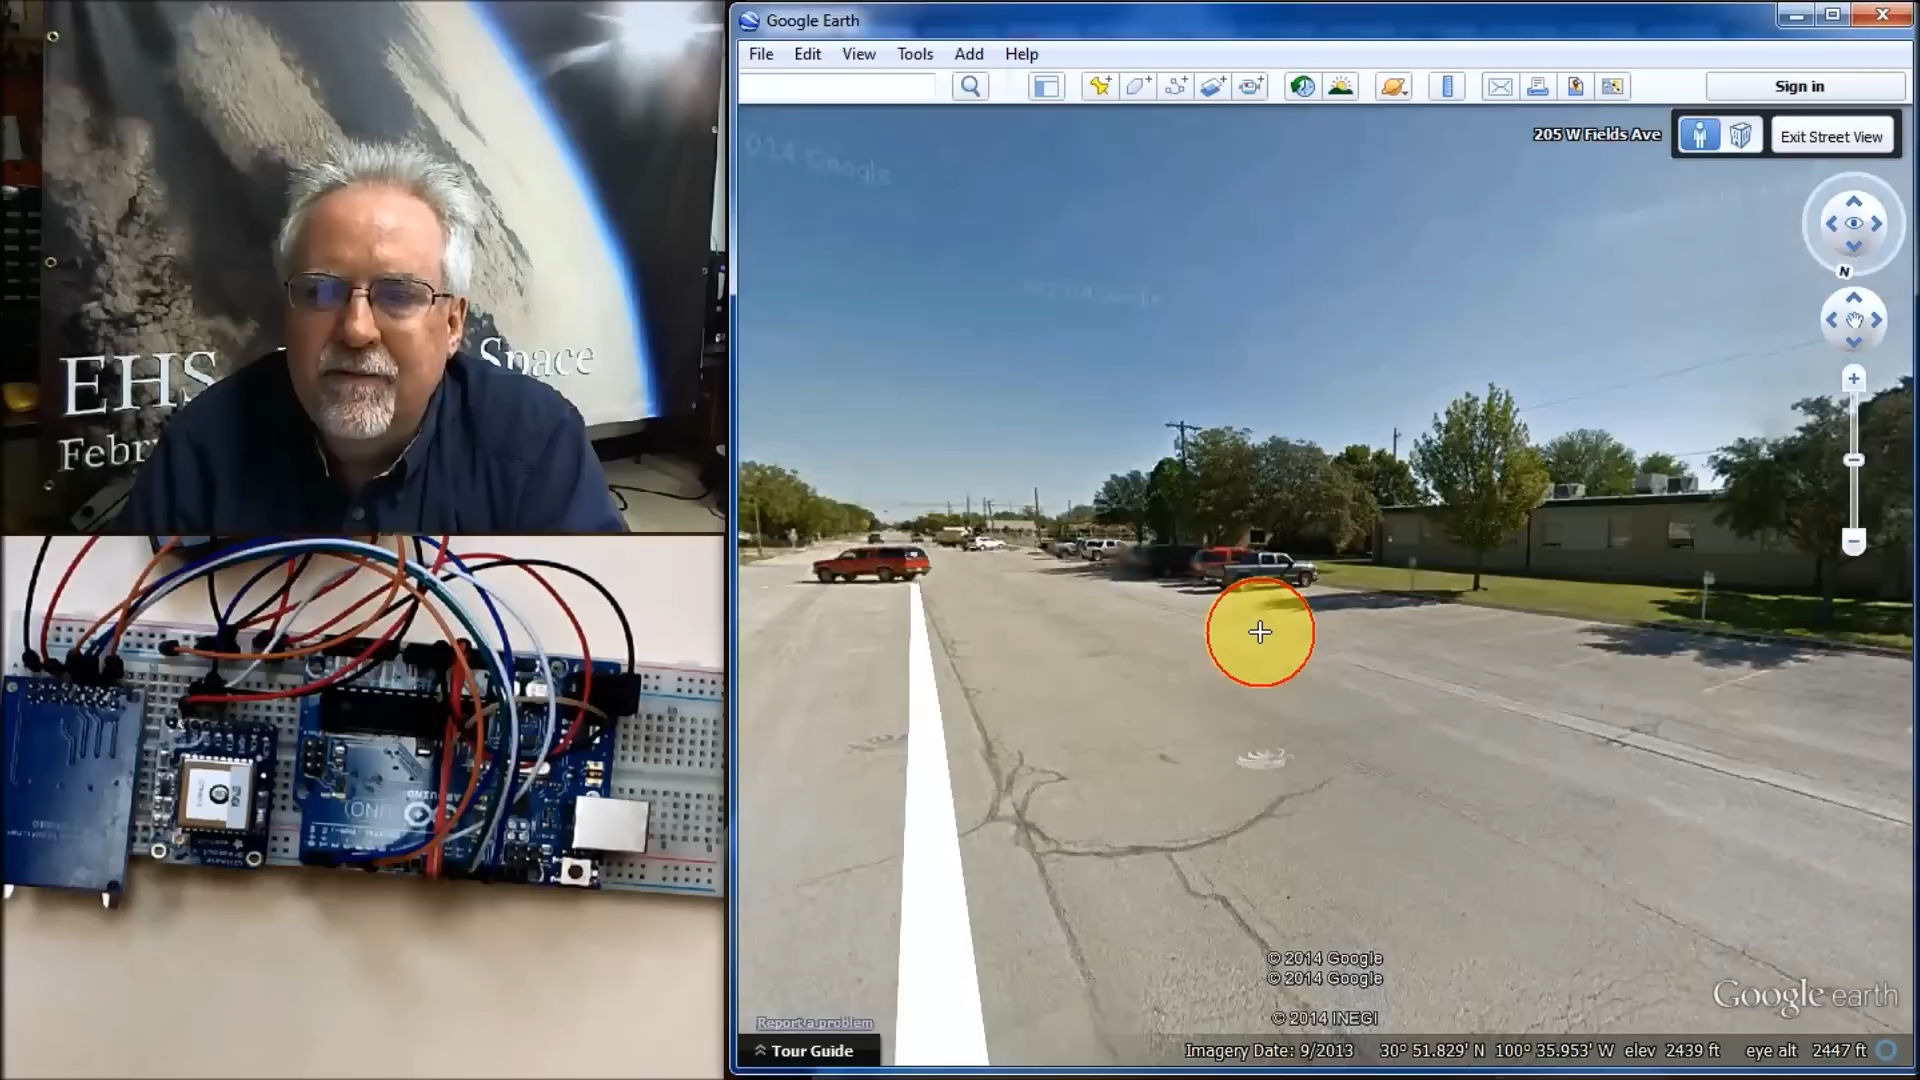 EHS
Space
Febr
UNO
ARDUINO
Google Earth
File Edit View Tools Add Help
Sign in
205 W Fields Ave
Exit Street View
N
© 2014 Google
© 2014 Google
© 2014 INEGI
Google earth
Report a problem
Tour Guide
Imagery Date: 9/2013 30° 51.829' N 100° 35.953' W elev 2439 ft eye alt 2447 ft